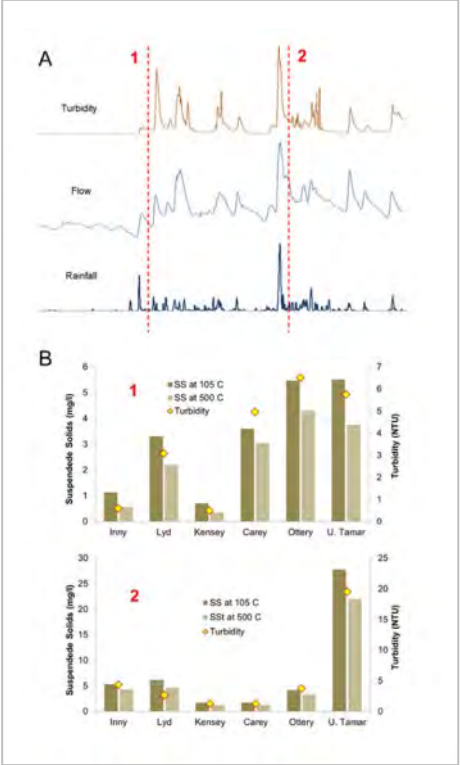 A
1
2
Turbidity
Flow
Rainfall
B
6
5
4
3
2
1
0
Suspendede Solids (mg/l)
1
SS at 105 C
SS at 500 C
Turbidity
7
6
5
4
3
2
1
0
Turbidity (NTU)
Inny Lyd Kensey Carey Ottery U. Tamar
30
25
20
15
10
5
0
Suspendede Solids (mg/l)
2
SS at 105 C
SSt at 500 C
Turbidity
25
20
15
10
5
0
Turbidity (NTU)
Inny Lyd Kensey Carey Ottery U. Tamar